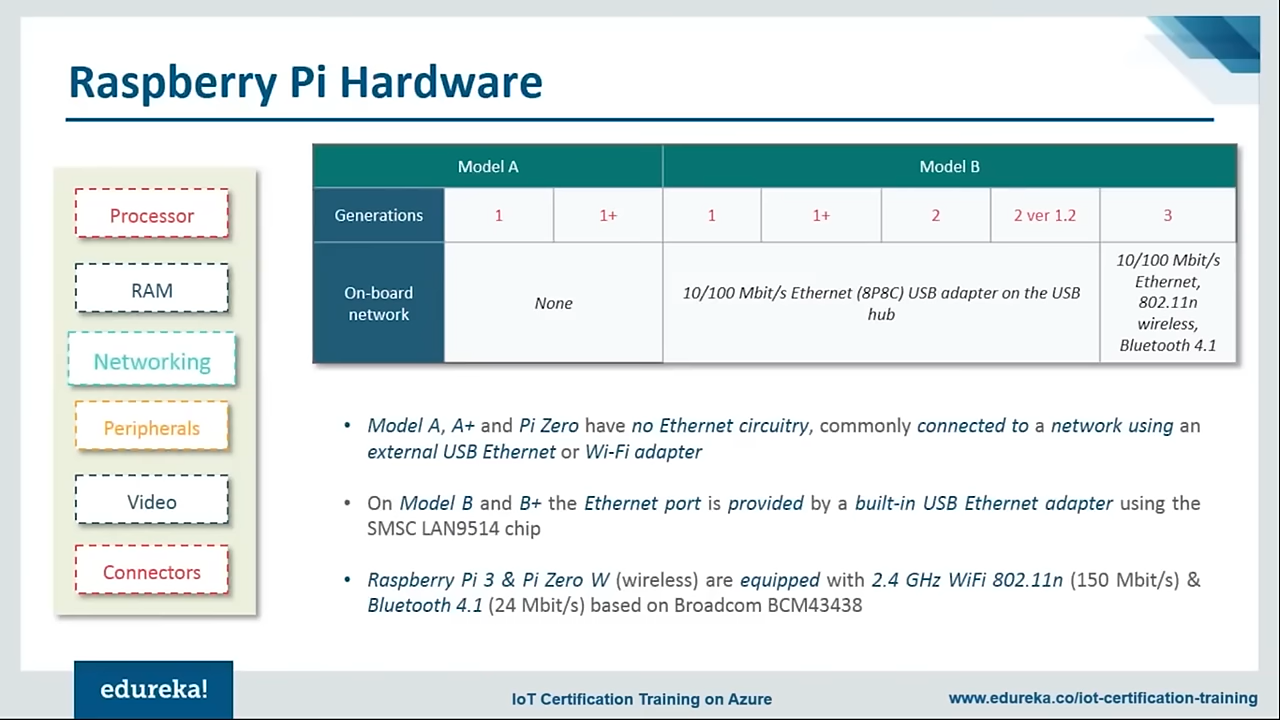 Raspberry Pi Hardware
Processor
RAM
Networking
Peripherals
Video
Connectors
Model A Model B
Generations 1 1+ 1 1+ 2 2 ver 1.2 3
On-board
network
None
10/100 Mbit/s Ethernet (8P8C) USB adapter on the USB
hub
10/100 Mbit/s
Ethernet,
802.11n
wireless,
Bluetooth 4.1
• Model A, A+ and Pi Zero have no Ethernet circuitry, commonly connected to a network using an
external USB Ethernet or Wi-Fi adapter
• On Model B and B+ the Ethernet port is provided by a built-in USB Ethernet adapter using the
SMSC LAN9514 chip
• Raspberry Pi 3 & Pi Zero W (wireless) are equipped with 2.4 GHz WiFi 802.11n (150 Mbit/s) &
Bluetooth 4.1 (24 Mbit/s) based on Broadcom BCM43438
edureka!
IoT Certification Training on Azure
www.edureka.co/iot-certification-training